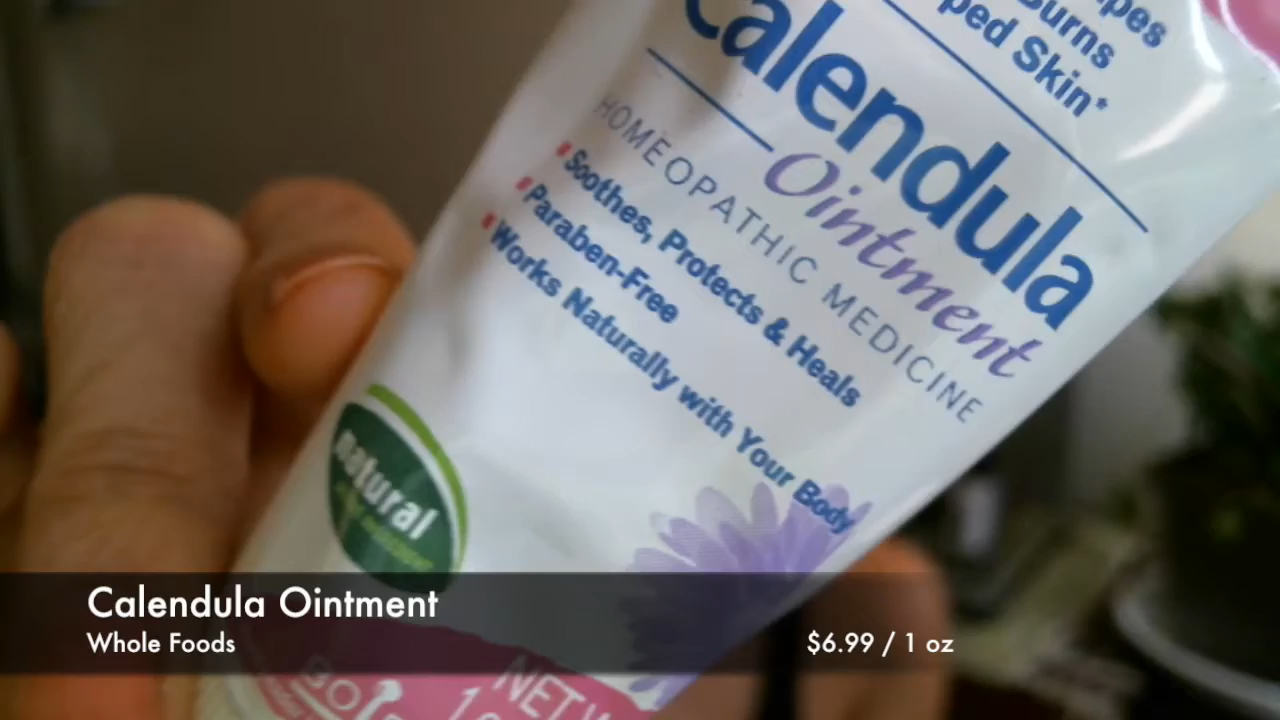 Burns
Skin*
Calendula
Ointment
HOMEOPATHIC MEDICINE
Soothes, Protects & Heals
Paraben-Free
Works Naturally with Your Body
natural
NET
Calendula Ointment
Whole Foods
$6.99 / 1 oz